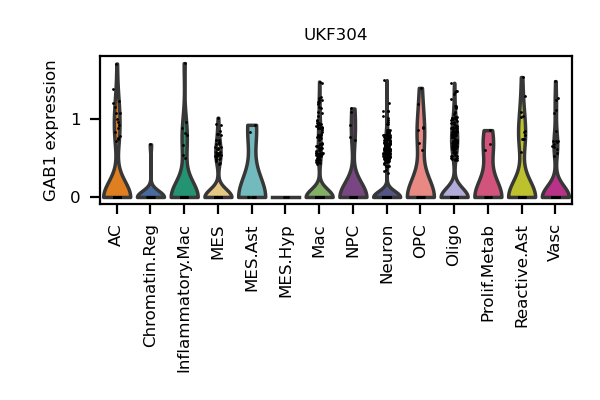 UKF304
GAB1 expression
1
0
AC
Chromatin.Reg
Inflammatory.Mac
MES
MES.Ast
MES.Hyp
Mac
NPC
Neuron
OPC
Oligo
Prolif.Metab
Reactive.Ast
Vasc